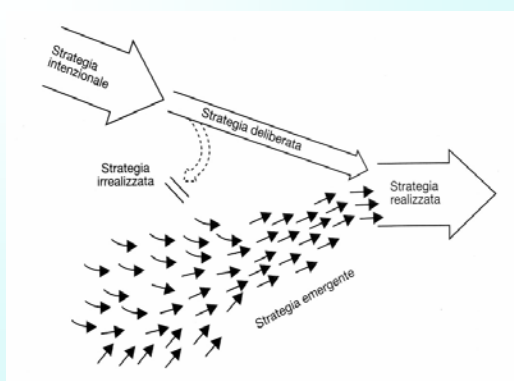 Strategia
intenzionale
Strategia deliberata
Strategia
irrealizzata
Strategia
realizzata
Strategia emergente